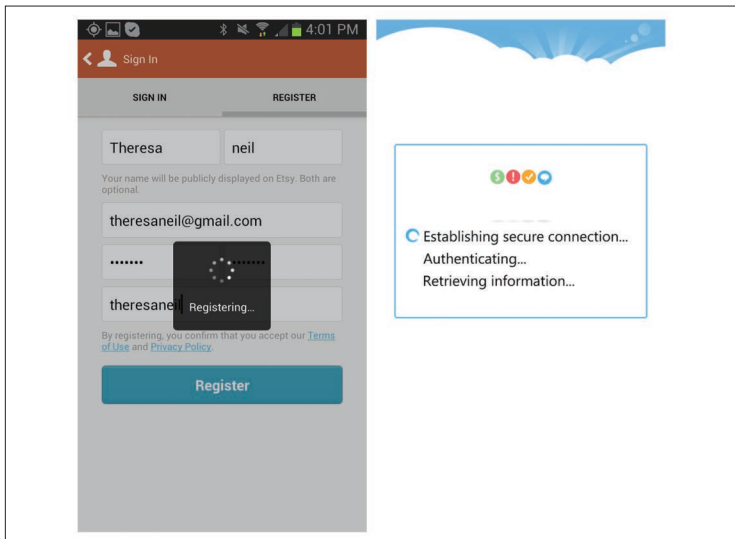 4:01 PM
Sign In
SIGN IN
REGISTER
Theresa
neil
Your name will be publicly displayed on Etsy. Both are
optional.
theresaneil@gmail.com
•••••••
•••••••
theresaneil
Registering...
By registering, you confirm that you accept our Terms
of Use and Privacy Policy.
Register
Establishing secure connection...
Authenticating...
Retrieving information...